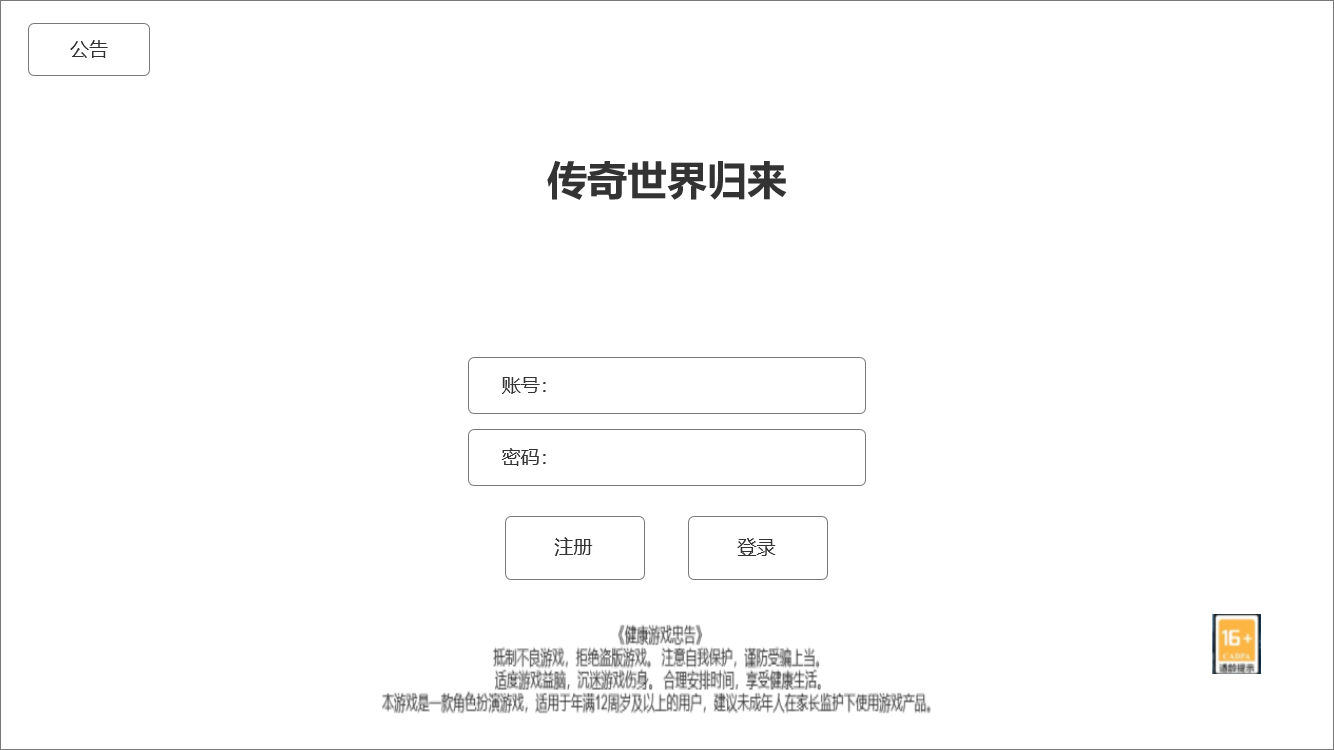 公告
传奇世界归来
账号：
密码：
注册
登录
《健康游戏忠告》
抵制不良游戏，拒绝盗版游戏。 注意自我保护，谨防受骗上当。
适度游戏益脑，沉迷游戏伤身。 合理安排时间，享受健康生活。
本游戏是一款角色扮演游戏，适用于年满12周岁及以上的用户，建议未成年人在家长监护下使用游戏产品。
16+
CADPA
适龄提示